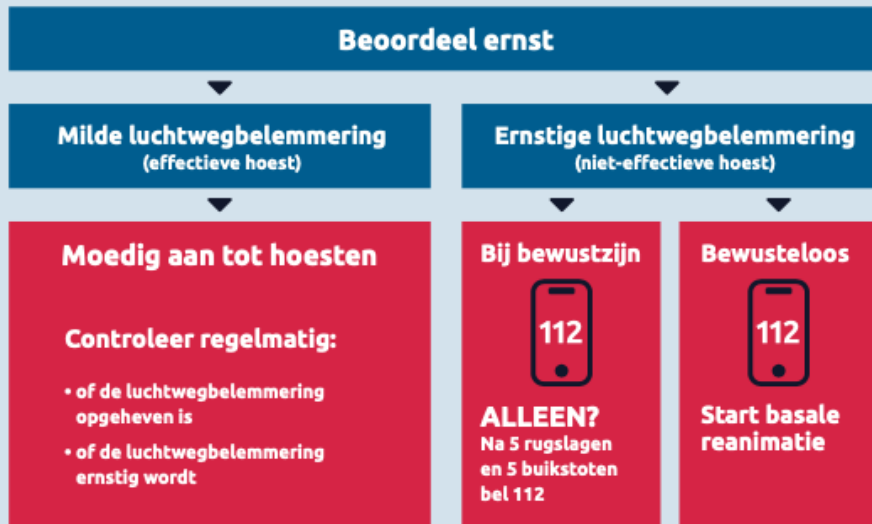 Beoordeel ernst
Milde luchtwegbelemmering
(effectieve hoest)
Ernstige luchtwegbelemmering
(niet-effectieve hoest)
Moedig aan tot hoesten
Controleer regelmatig:
• of de luchtwegbelemmering
opgeheven is
• of de luchtwegbelemmering
ernstig wordt
Bij bewustzijn
112
ALLEEN?
Na 5 rugslagen
en 5 buikstoten
bel 112
Bewusteloos
112
Start basale
reanimatie